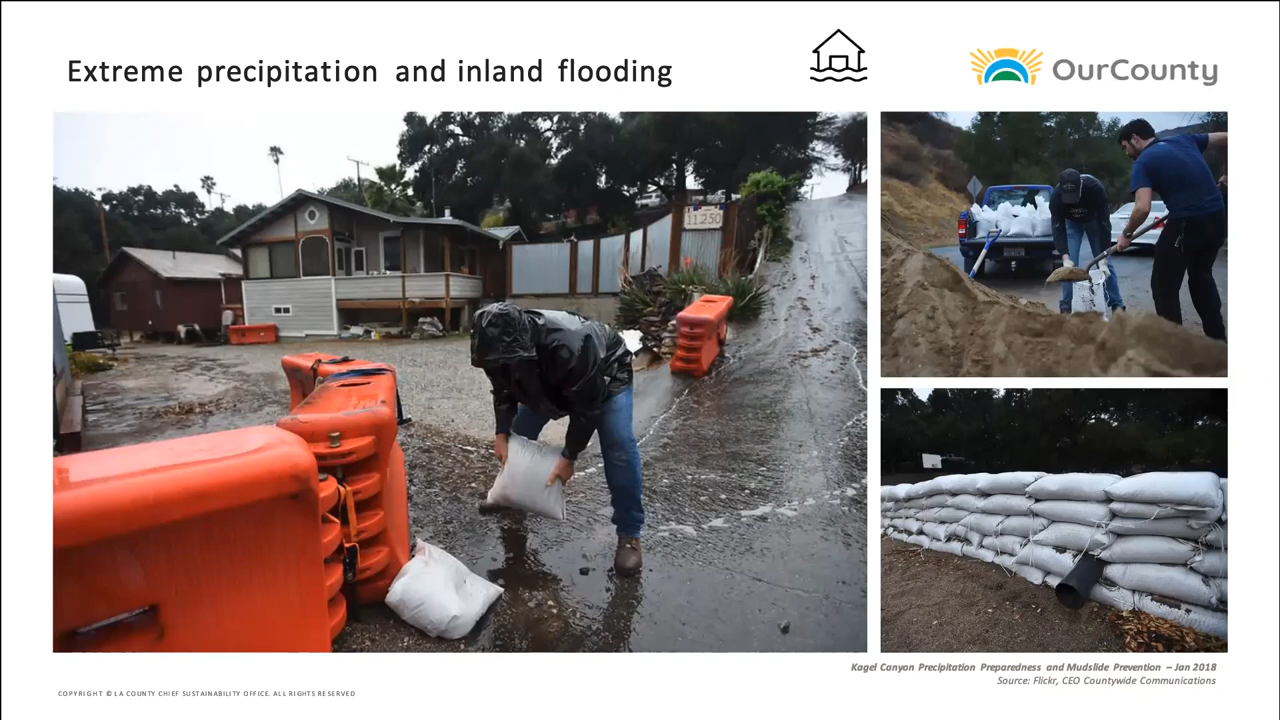 Extreme precipitation and inland flooding
OurCounty
11250
Kagel Canyon Precipitation Preparedness and Mudslide Prevention – Jan 2018
Source: Flickr, CEO Countywide Communications
COPYRIGHT © LA COUNTY CHIEF SUSTAINABILITY OFFICE. ALL RIGHTS RESERVED